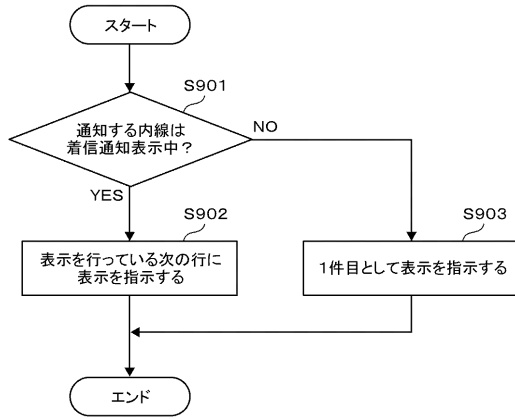 スタート
S901
通知する内線は
着信通知表示中？
NO
YES
S902
表示を行っている次の行に
表示を指示する
S903
1件目として表示を指示する
エンド